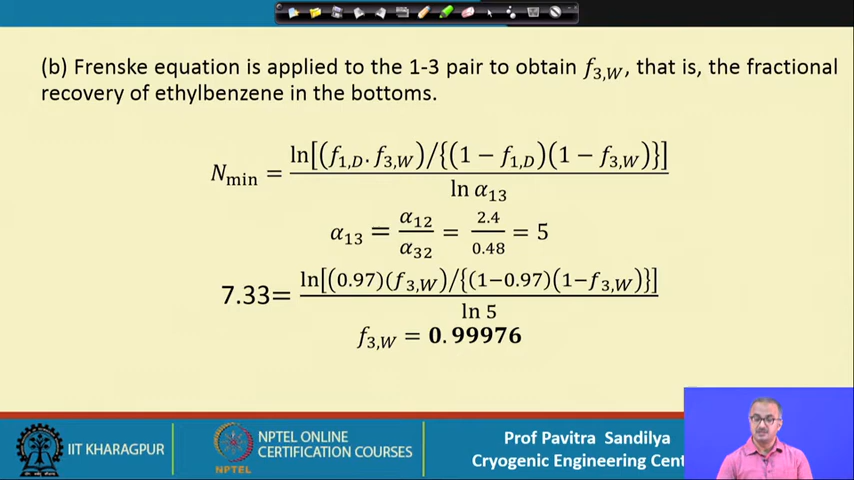 (b) Frenske equation is applied to the 1-3 pair to obtain f₃,W, that is, the fractional
recovery of ethylbenzene in the bottoms.
N_min = ln[(f₁,D. f₃,W)/{(1 − f₁,D)(1 − f₃,W)}] / ln α₁₃
α₁₃ = α₁₂/α₃₂ = 2.4/0.48 = 5
7.33= ln[(0.97)(f₃,W)/{(1−0.97)(1−f₃,W)}] / ln 5
f₃,W = 0.99976
IIT KHARAGPUR
NPTEL
NPTEL ONLINE
CERTIFICATION COURSES
Prof Pavitra Sandilya
Cryogenic Engineering Cent